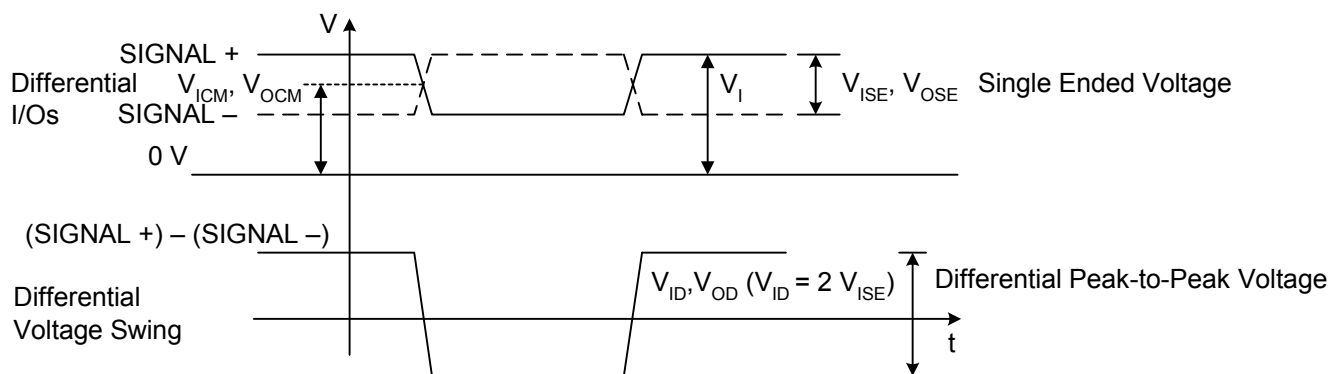 V
SIGNAL +
Differential I/Os
V_ICM, V_OCM
V_I
V_ISE, V_OSE
Single Ended Voltage
SIGNAL –
0 V
(SIGNAL +) – (SIGNAL –)
V_ID,V_OD (V_ID = 2 V_ISE)
Differential Peak-to-Peak Voltage
Differential
Voltage Swing
t